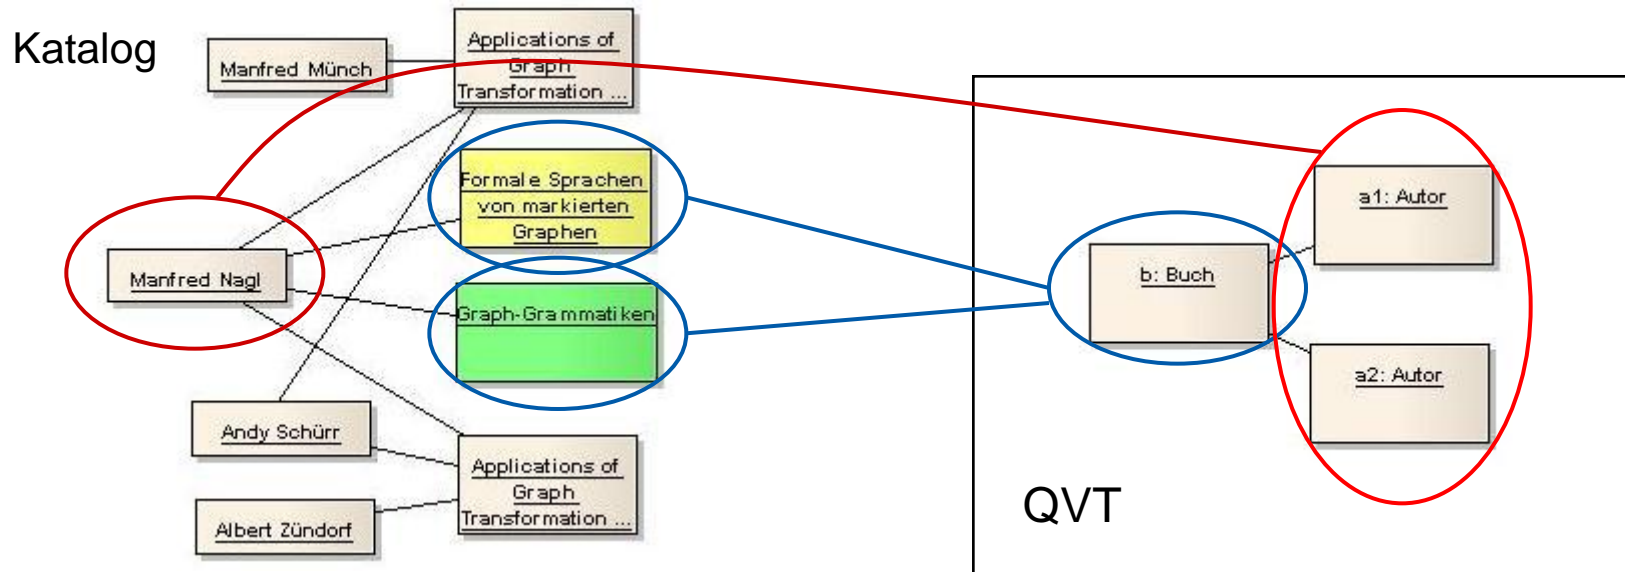 Katalog
Manfred Münch
Applications of
Graph
Transformation ...
Formale Sprachen
von markierten
Graphen
Manfred Nagl
Graph-Grammatiken
Andy Schürr
Albert Zündorf
Applications of
Graph
Transformation ...
a1: Autor
b: Buch
a2: Autor
QVT